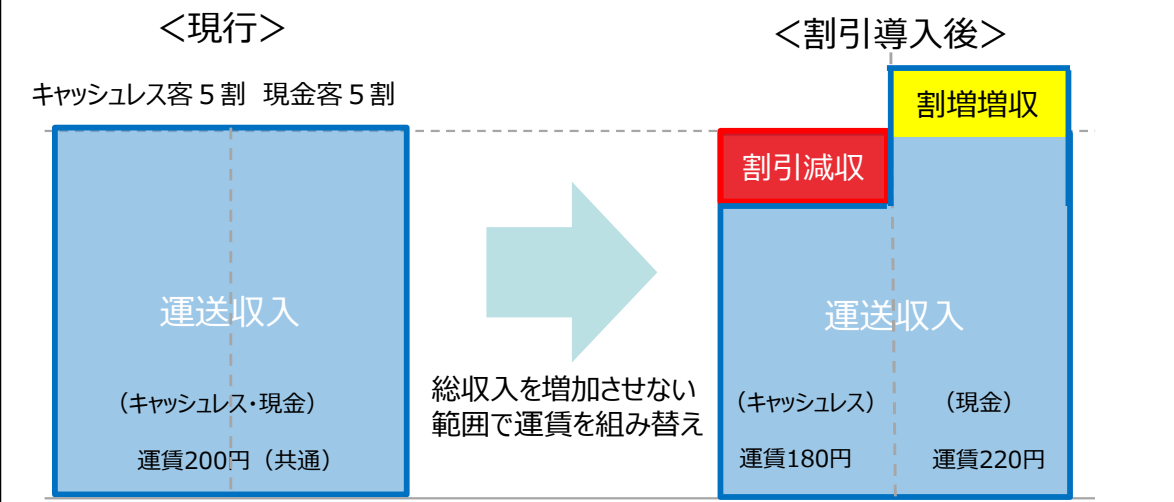 ＜現行＞
＜割引導入後＞
キャッシュレス客５割 現金客５割
割増増収
割引減収
運送収入
運送収入
（キャッシュレス・現金）
運賃200円（共通）
総収入を増加させない
範囲で運賃を組み替え
（キャッシュレス）
（現金）
運賃180円
運賃220円